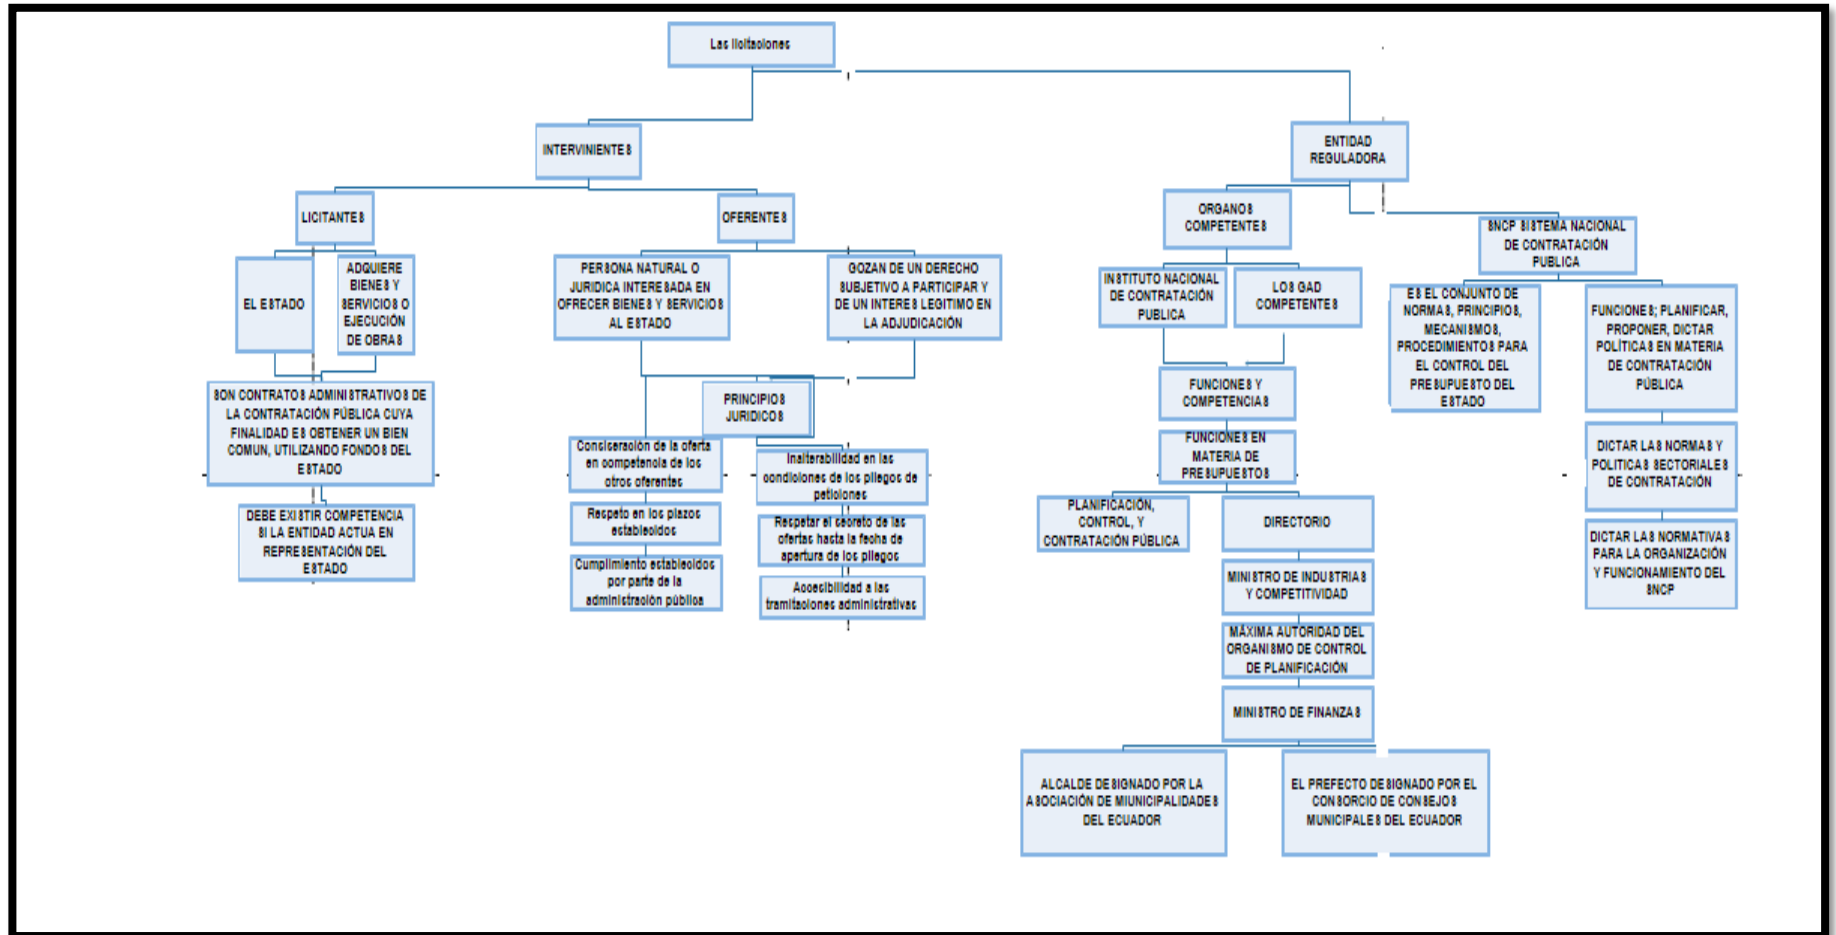 Las licitaciones
INTERVINIENTES
ENTIDAD
REGULADORA
LICITANTES
OFERENTES
ORGANOS
COMPETENTES
SNCP SISTEMA NACIONAL
DE CONTRATACIÓN
PUBLICA
EL ESTADO
ADQUIERE
BIENES Y
SERVICIOS O
EJECUCIÓN
DE OBRAS
PERSONA NATURAL O
JURIDICA INTERESADA EN
OFRECER BIENES Y SERVICIOS
AL ESTADO
GOZAN DE UN DERECHO
SUBJETIVO A PARTICIPAR Y
DE UN INTERES LEGITIMO EN
LA ADJUDICACIÓN
INSTITUTO NACIONAL
DE CONTRATACIÓN
PUBLICA
LOS GAD
COMPETENTES
ES EL CONJUNTO DE
NORMAS, PRINCIPIOS,
MECANISMOS,
PROCEDIMIENTOS PARA
EL CONTROL DEL
PRESUPUESTO DEL
ESTADO
FUNCIONES; PLANIFICAR,
PROPONER, DICTAR
POLÍTICAS EN MATERIA
DE CONTRATACIÓN
PÚBLICA
SON CONTRATOS ADMINISTRATIVOS DE
LA CONTRATACIÓN PÚBLICA CUYA
FINALIDAD ES OBTENER UN BIEN
COMUN, UTILIZANDO FONDOS DEL
ESTADO
PRINCIPIOS
JURIDICOS
FUNCIONES Y
COMPETENCIAS
Consideración de la oferta
en competencia de los
otros oferentes
Inalterabilidad en las
condiciones de los pliegos de
peticiones
FUNCIONES EN
MATERIA DE
PRESUPUESTOS
DICTAR LAS NORMAS Y
POLITICAS SECTORIALES
DE CONTRATACIÓN
DEBE EXISTIR COMPETENCIA
SI LA ENTIDAD ACTUA EN
REPRESENTACIÓN DEL
ESTADO
Respeto en los plazos
establecidos
Respetar el secreto de las
ofertas hasta la fecha de
apertura de los pliegos
PLANIFICACIÓN,
CONTROL, Y
CONTRATACIÓN PÚBLICA
DIRECTORIO
DICTAR LAS NORMATIVAS
PARA LA ORGANIZACIÓN
Y FUNCIONAMIENTO DEL
SNCP
Cumplimiento establecidos
por parte de la
administración pública
Accesibilidad a las
tramitaciones administrativas
MINISTRO DE INDUSTRIAS
Y COMPETITIVIDAD
MÁXIMA AUTORIDAD DEL
ORGANISMO DE CONTROL
DE PLANIFICACIÓN
MINISTRO DE FINANZAS
ALCALDE DESIGNADO POR LA
ASOCIACIÓN DE MIUNICIPALIDADES
DEL ECUADOR
EL PREFECTO DESIGNADO POR EL
CONSORCIO DE CONSEJOS
MUNICIPALES DEL ECUADOR